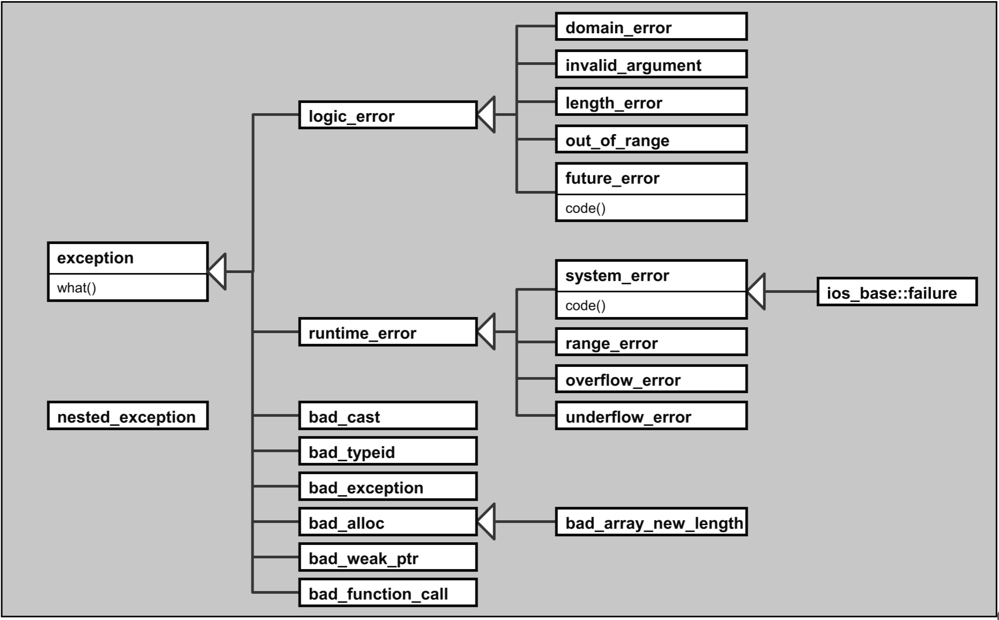 domain_error
invalid_argument
length_error
logic_error
out_of_range
future_error
code()
exception
what()
system_error
code()
ios_base::failure
runtime_error
range_error
overflow_error
nested_exception
bad_cast
underflow_error
bad_typeid
bad_exception
bad_alloc
bad_array_new_length
bad_weak_ptr
bad_function_call